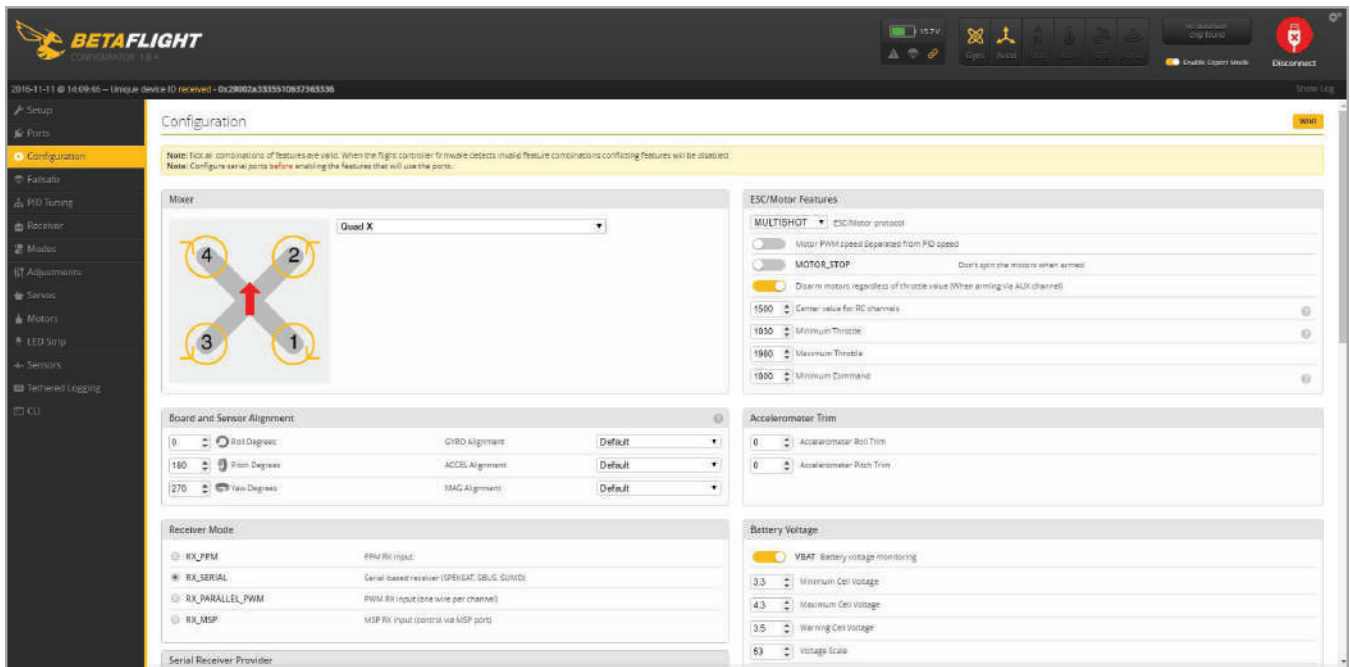 BETAFLIGHT
CONFIGURATOR 1.8.4
15.7V
Gyro Accel
Enable Expert Mode
Disconnect
2016-11-11 @ 14:09:46 -- Unique device ID received - 0x29002a3335510637363336
Show Log
Setup
Ports
Configuration
Failsafe
PID Tuning
Receiver
Modes
Adjustments
Servos
Motors
LED Strip
Sensors
Tethered Logging
CLI
Configuration
WIKI
Note: Not all combinations of features are valid. When the flight controller firmware detects invalid feature combinations conflicting features will be disabled.
Note: Configure serial ports before enabling the features that will use the ports.
Mixer
Quad X
4
2
3
1
ESC/Motor Features
MULTISHOT ESC/Motor protocol
Motor PWM speed Separated from PID speed
MOTOR_STOP Don't spin the motors when armed
Disarm motors regardless of throttle value (When arming via AUX channel)
1500 Center value for RC channels
1030 Minimum Throttle
1980 Maximum Throttle
1000 Minimum Command
Board and Sensor Alignment
0 Roll Degrees GYRO Alignment Default
180 Pitch Degrees ACCEL Alignment Default
270 Yaw Degrees MAG Alignment Default
Accelerometer Trim
0 Accelerometer Roll Trim
0 Accelerometer Pitch Trim
Receiver Mode
RX_PPM PPM RX input
RX_SERIAL Serial-based receiver (SPEKSAT, SBUS, SUMD)
RX_PARALLEL_PWM PWM RX input (one wire per channel)
RX_MSP MSP RX input (control via MSP port)
Serial Receiver Provider
Battery Voltage
VBAT Battery voltage monitoring
3.3 Minimum Cell Voltage
4.3 Maximum Cell Voltage
3.5 Warning Cell Voltage
63 Voltage Scale